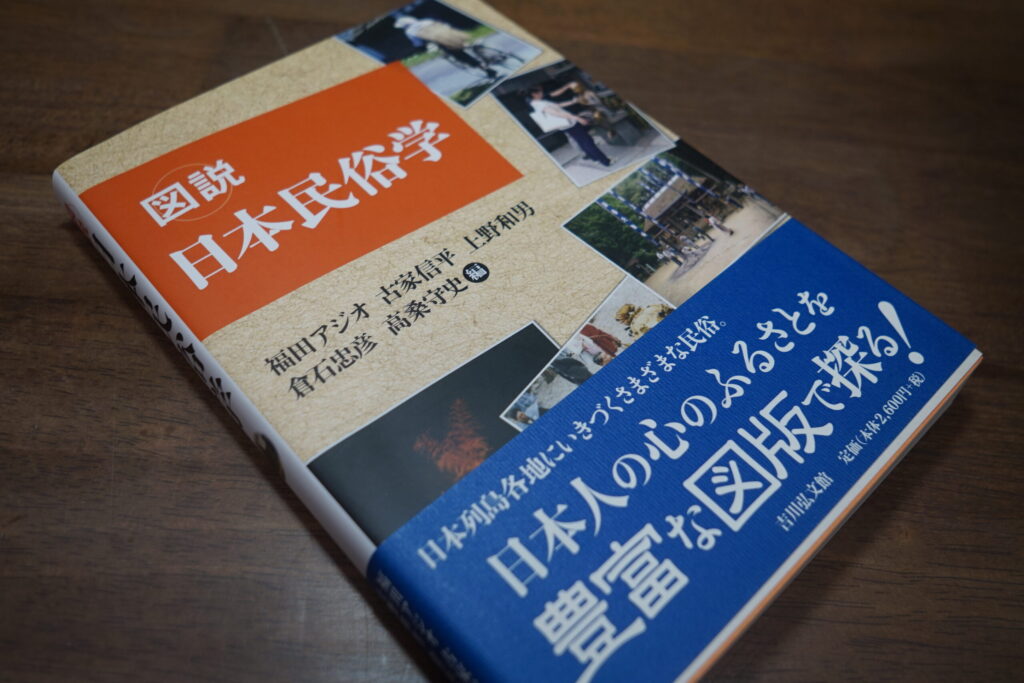 図説
日本民俗学
福田アジオ 古家信平 上野和男
倉石忠彦 高桑守史 編
日本列島各地にいきづくさまざまな民俗。
日本人の心のふるさとを
豊富な図版で探る!
吉川弘文館 定価(本体2,600円+税)